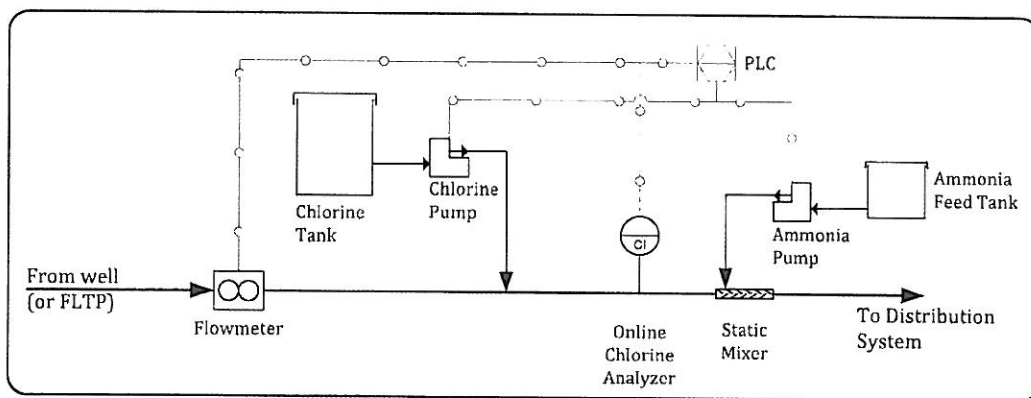 PLC
Chlorine
Tank
Chlorine
Pump
Ammonia
Feed Tank
Ammonia
Pump
CI
From well
(or FLTP)
Flowmeter
Online
Chlorine
Analyzer
Static
Mixer
To Distribution
System